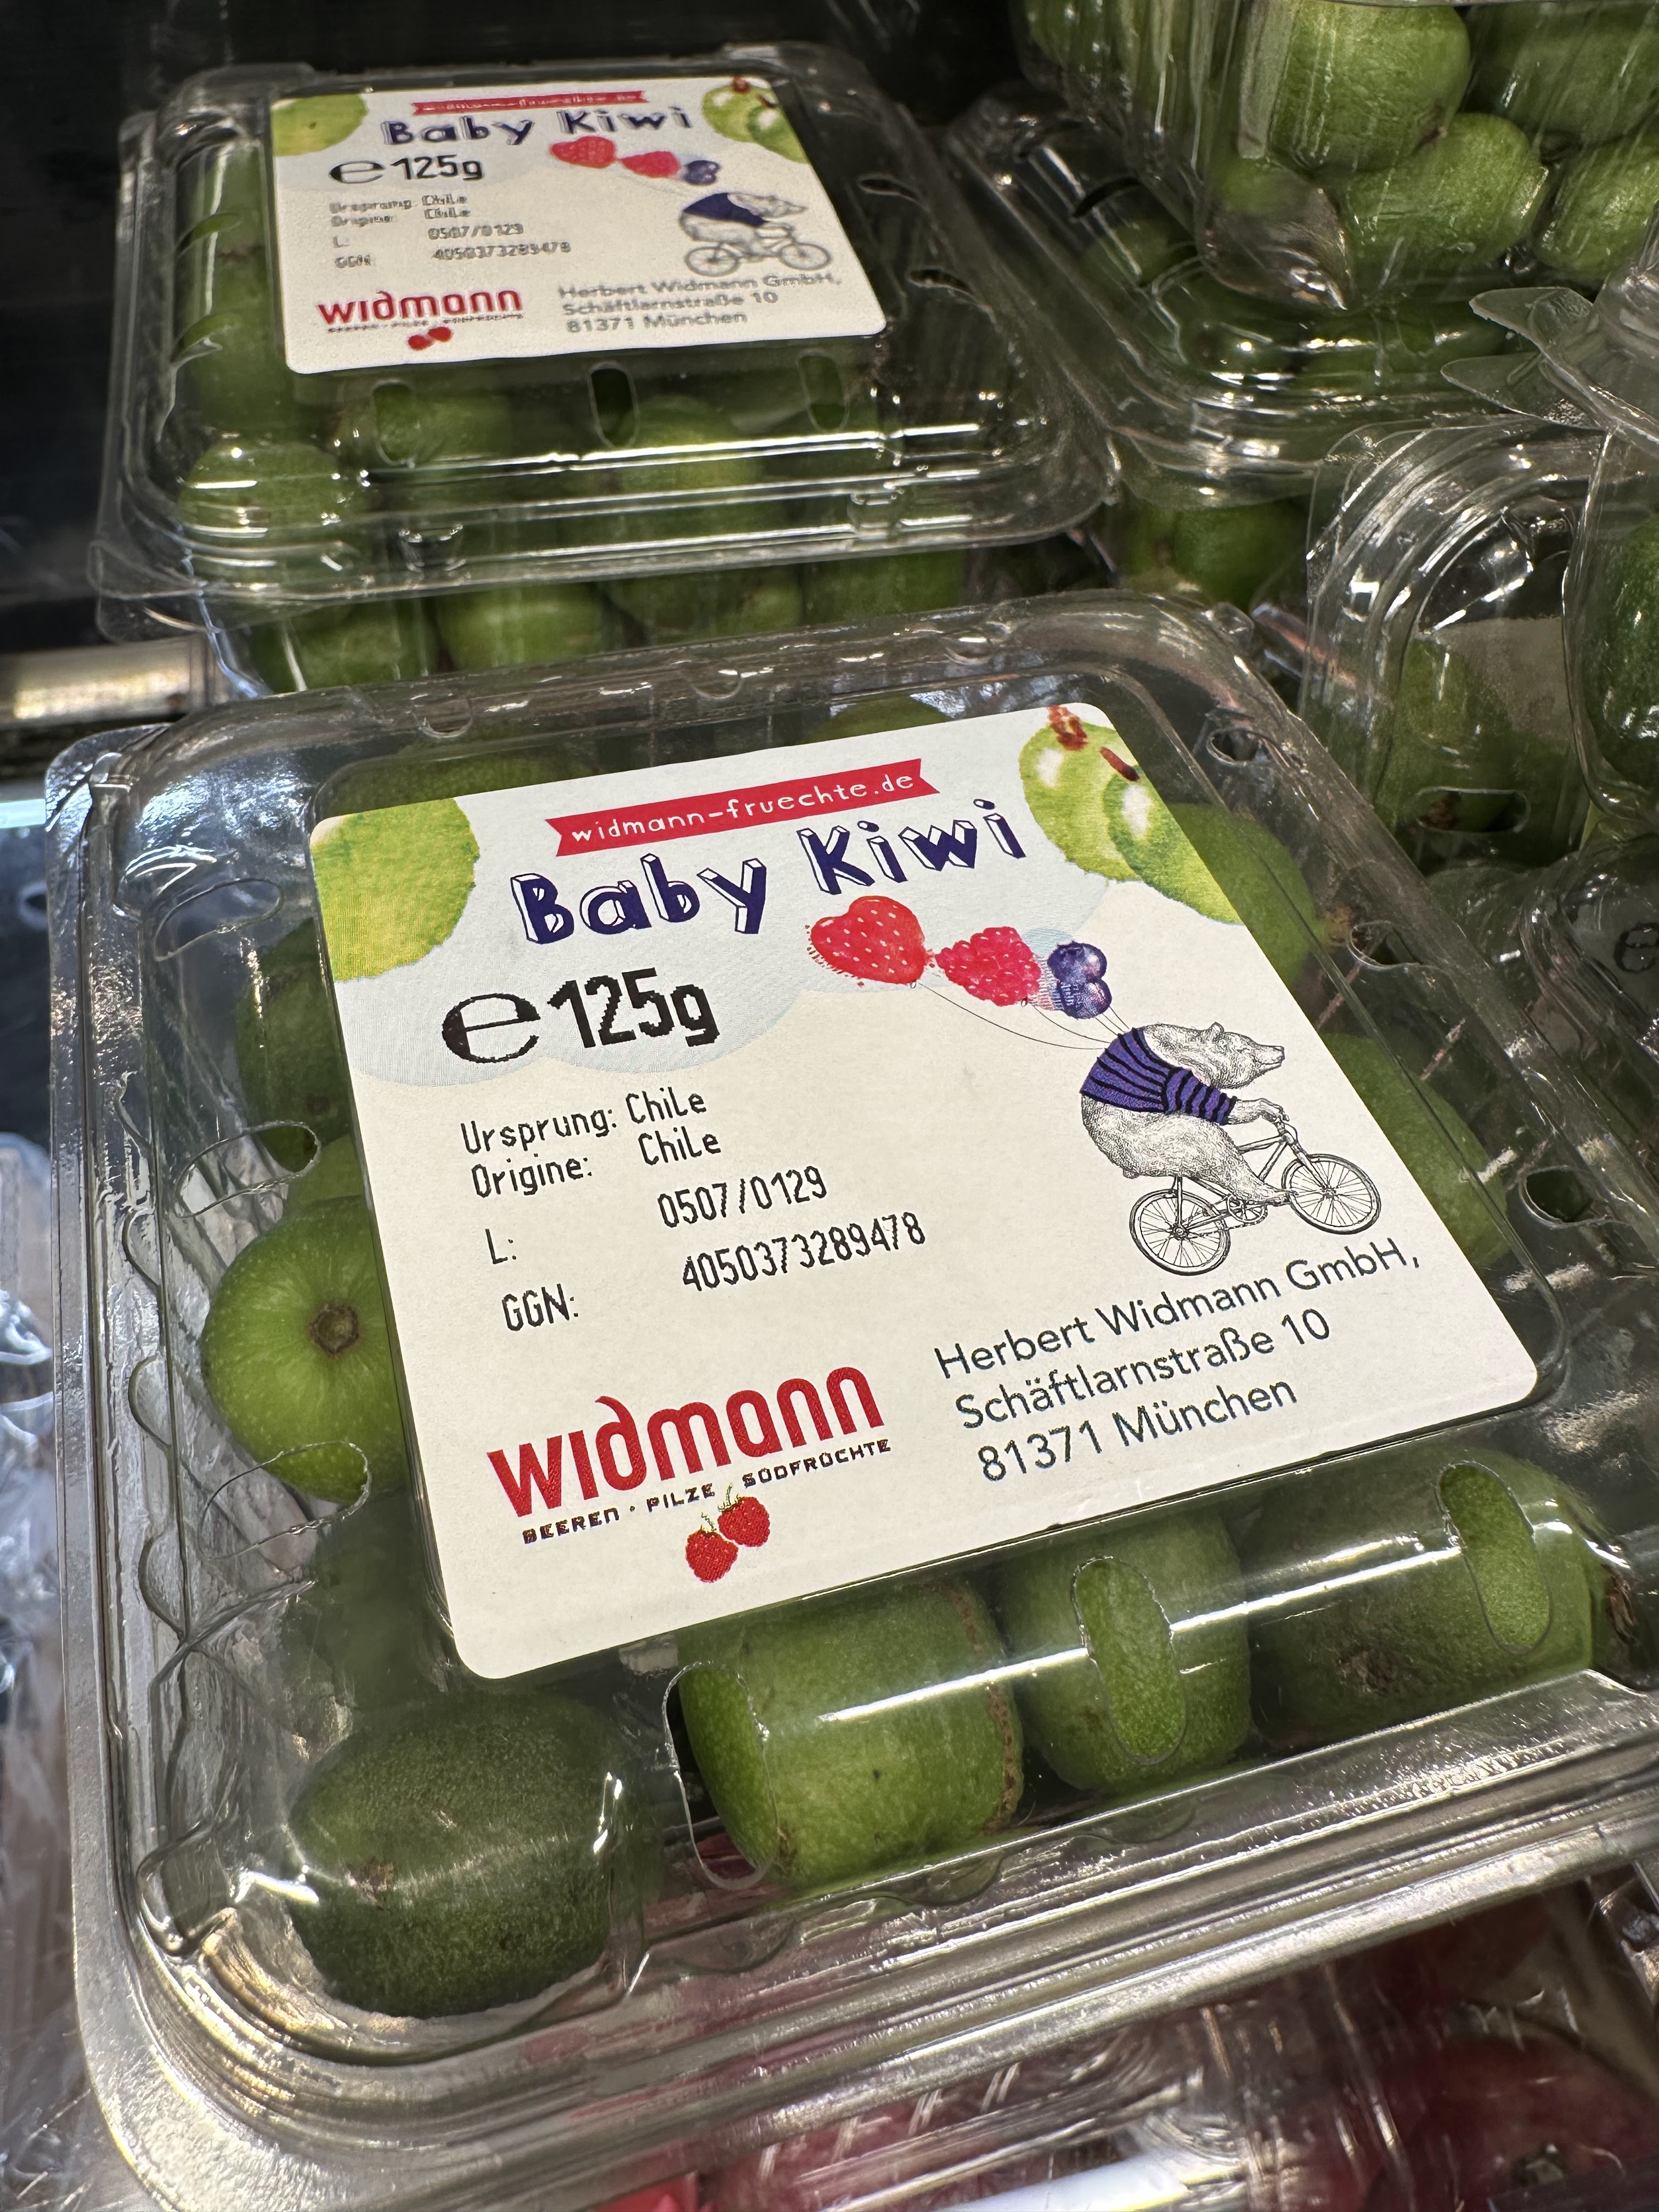 Baby Kiwi
℮125g
Ursprung: Chile
Origine: Chile
L: 0507/0129
GGN: 4050373289478
widmann
Herbert Widmann GmbH,
Schäftlarnstraße 10
81371 München
widmann-fruechte.de
Baby Kiwi
℮125g
Ursprung: Chile
Origine: Chile
L: 0507/0129
GGN: 4050373289478
widmann
BEEREN · PILZE · SÜDFRÜCHTE
Herbert Widmann GmbH,
Schäftlarnstraße 10
81371 München